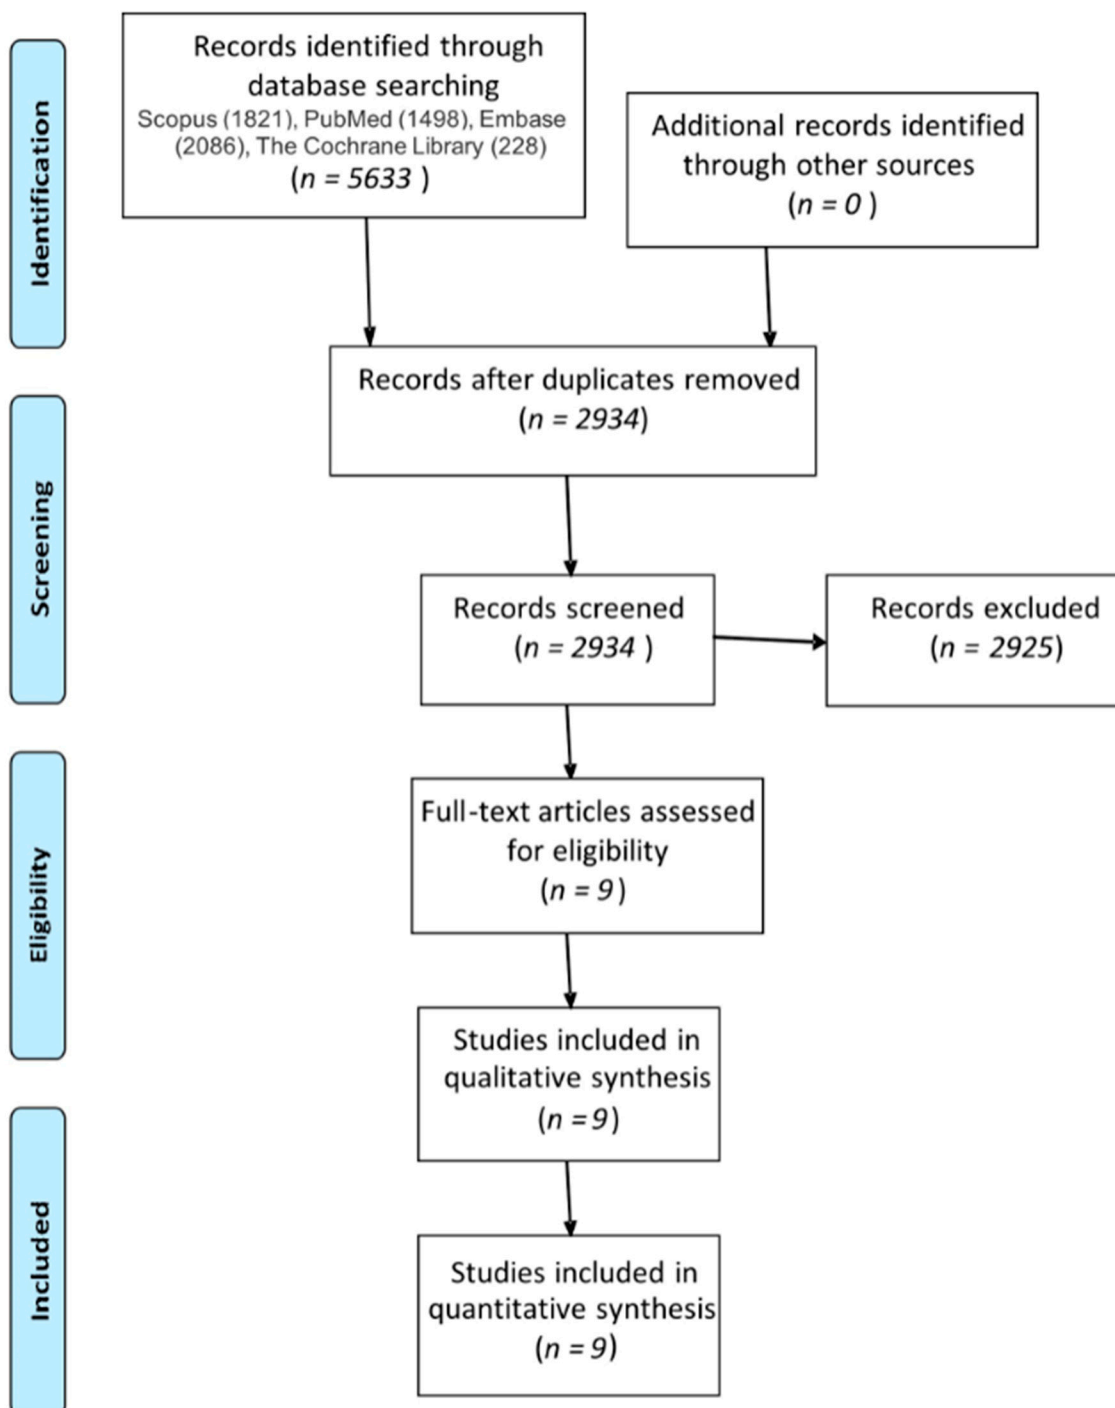 Identification
Records identified through
database searching
Scopus (1821), PubMed (1498), Embase
(2086), The Cochrane Library (228)
(n = 5633 )
Additional records identified
through other sources
(n = 0 )
Records after duplicates removed
(n = 2934)
Screening
Records screened
(n = 2934 )
Records excluded
(n = 2925)
Eligibility
Full-text articles assessed
for eligibility
(n = 9)
Studies included in
qualitative synthesis
(n = 9)
Included
Studies included in
quantitative synthesis
(n = 9)